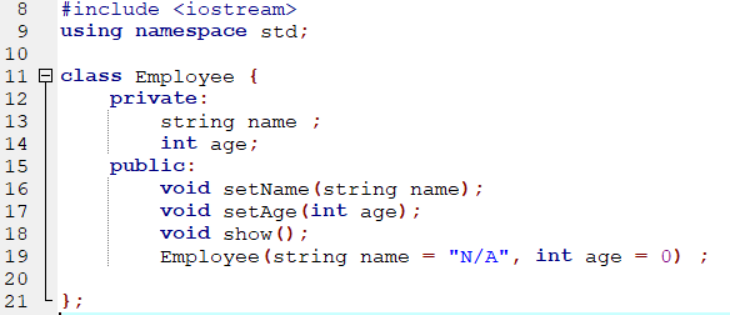 8 #include <iostream>
9 using namespace std;
10
11 class Employee {
12 private:
13 string name ;
14 int age;
15 public:
16 void setName(string name);
17 void setAge(int age);
18 void show();
19 Employee(string name = "N/A", int age = 0) ;
20
21 };